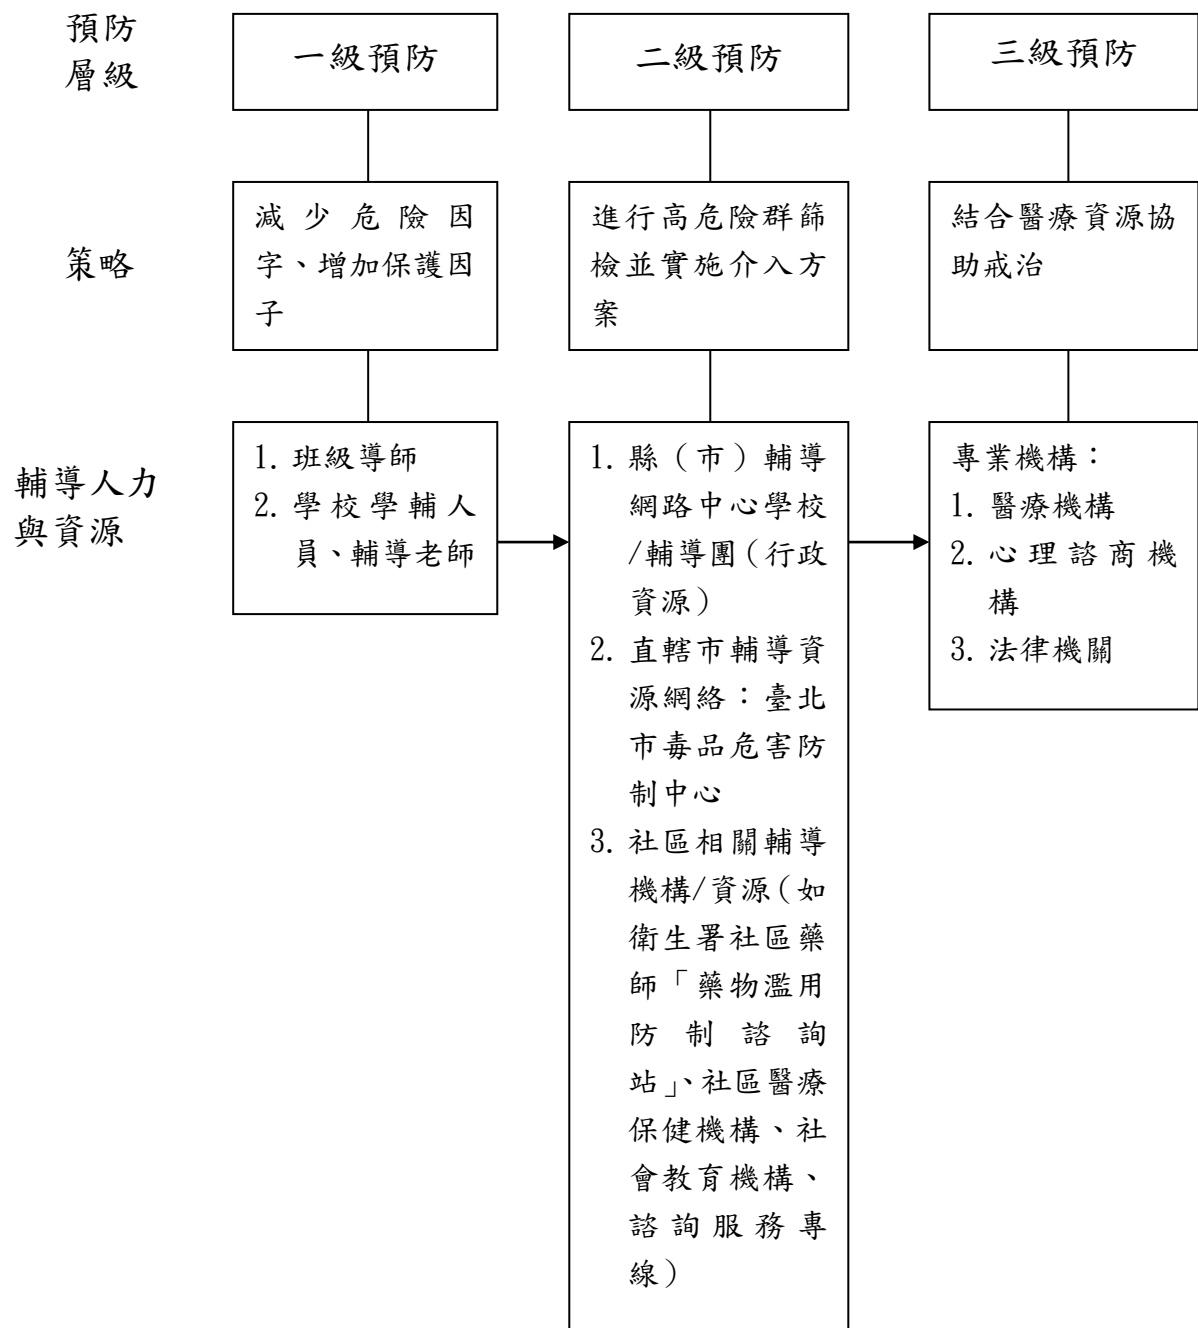 預防
層級
一級預防
二級預防
三級預防
策略
減少危險因
字、增加保護因
子
進行高危險群篩
檢並實施介入方
案
結合醫療資源協
助戒治
輔導人力
與資源
1. 班級導師
2. 學校學輔人
員、輔導老師
1. 縣（市）輔導
網路中心學校
/輔導團（行政
資源）
2. 直轄市輔導資
源網絡：臺北
市毒品危害防
制中心
3. 社區相關輔導
機構/資源（如
衛生署社區藥
師「藥物濫用
防制諮詢
站」、社區醫療
保健機構、社
會教育機構、
諮詢服務專
線）
專業機構：
1. 醫療機構
2. 心理諮商機
構
3. 法律機關